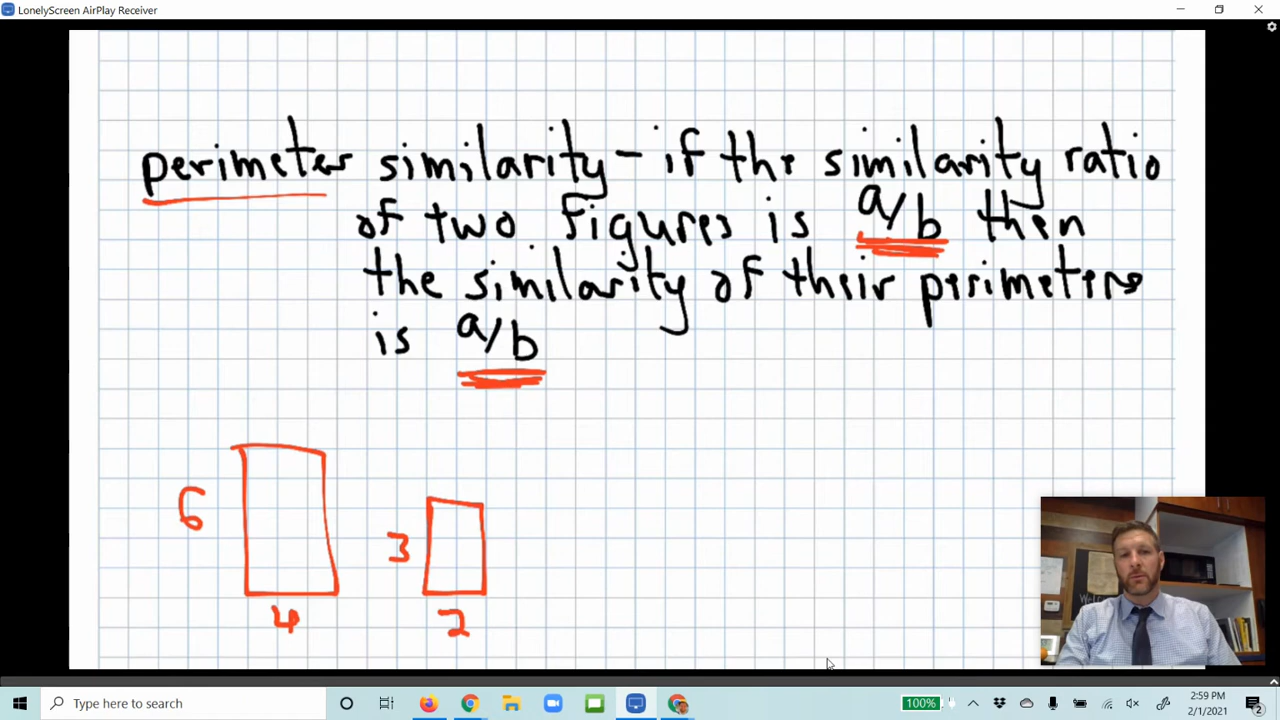 LonelyScreen AirPlay Receiver
perimeter similarity - if the similarity ratio
of two figures is a/b then
the similarity of their perimeters
is a/b
6
3
4
2
Type here to search
100%
2:59 PM
2/1/2021
2